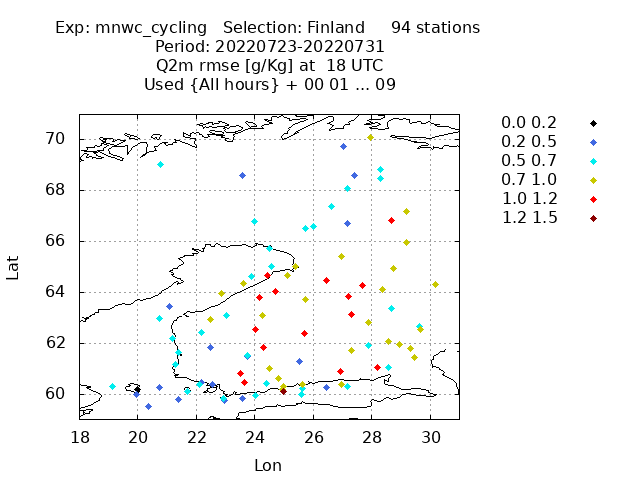 Exp: mnwc_cycling   Selection: Finland     94 stations
Period: 20220723-20220731
Q2m rmse [g/Kg] at  18 UTC
Used {All hours} + 00 01 ... 09
0.0 0.2
0.2 0.5
0.5 0.7
0.7 1.0
1.0 1.2
1.2 1.5
Lat
70
68
66
64
62
60
18 20 22 24 26 28 30
Lon